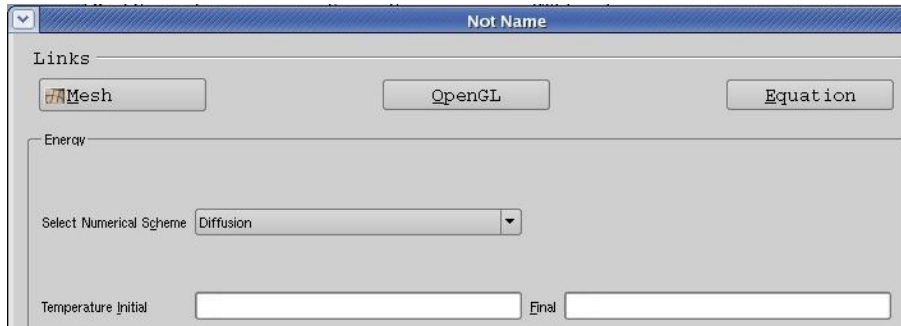 Not Name
Links
Mesh OpenGL Equation
Energy
Select Numerical Scheme Diffusion
Temperature Initial Final